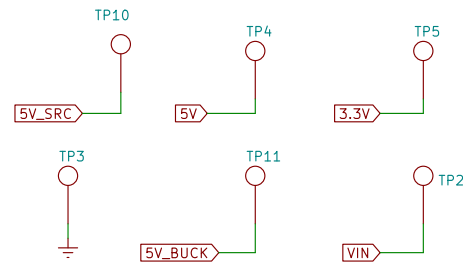 TP10
TP4
TP5
5V_SRC
5V
3.3V
TP3
TP11
TP2
5V_BUCK
VIN